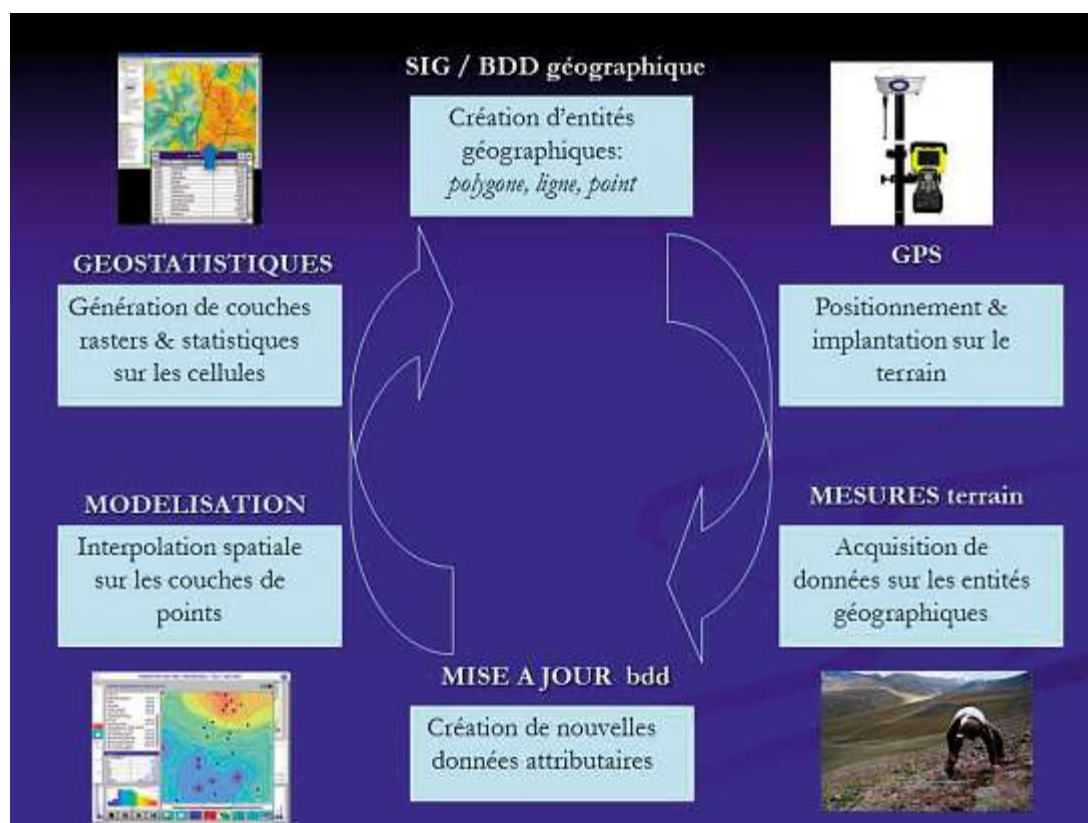 SIG / BDD géographique
Création d'entités
géographiques:
polygone, ligne, point
GPS
Positionnement &
implantation sur le
terrain
MESURES terrain
Acquisition de
données sur les entités
géographiques
MISE A JOUR bdd
Création de nouvelles
données attributaires
MODELISATION
Interpolation spatiale
sur les couches de
points
GEOSTATISTIQUES
Génération de couches
rasters & statistiques
sur les cellules